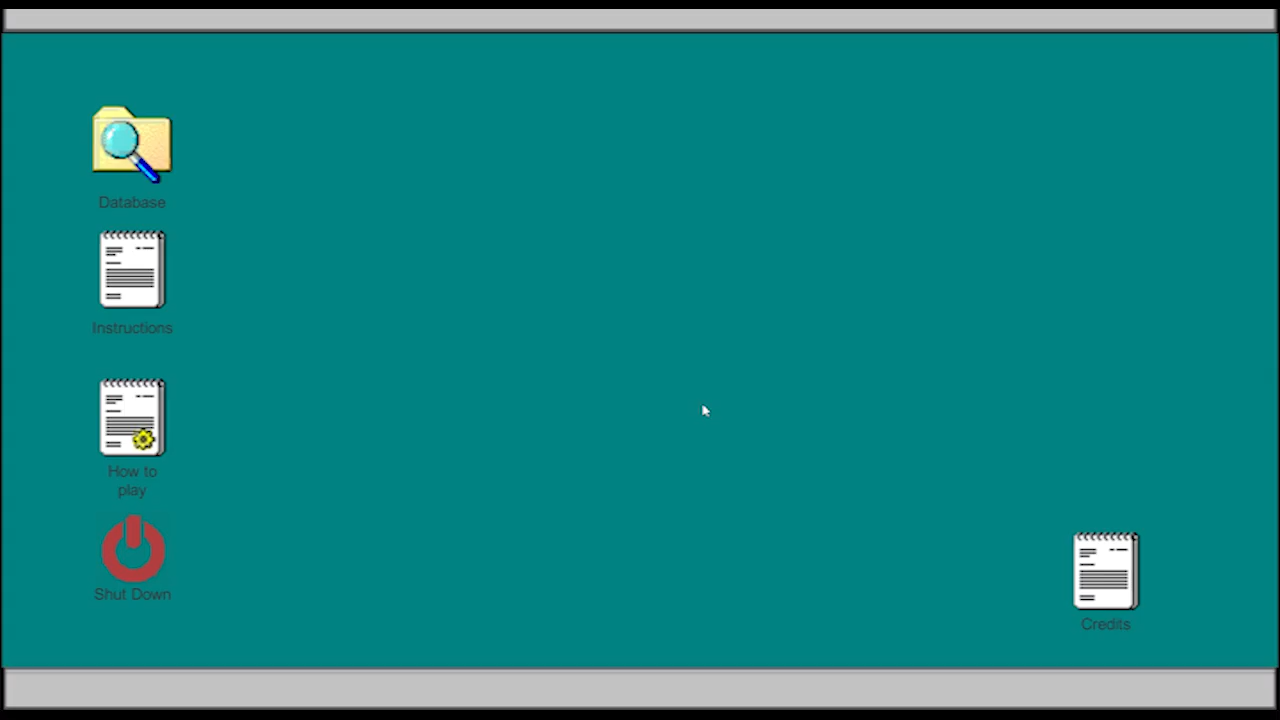 Database
Instructions
How to
play
Shut Down
Credits